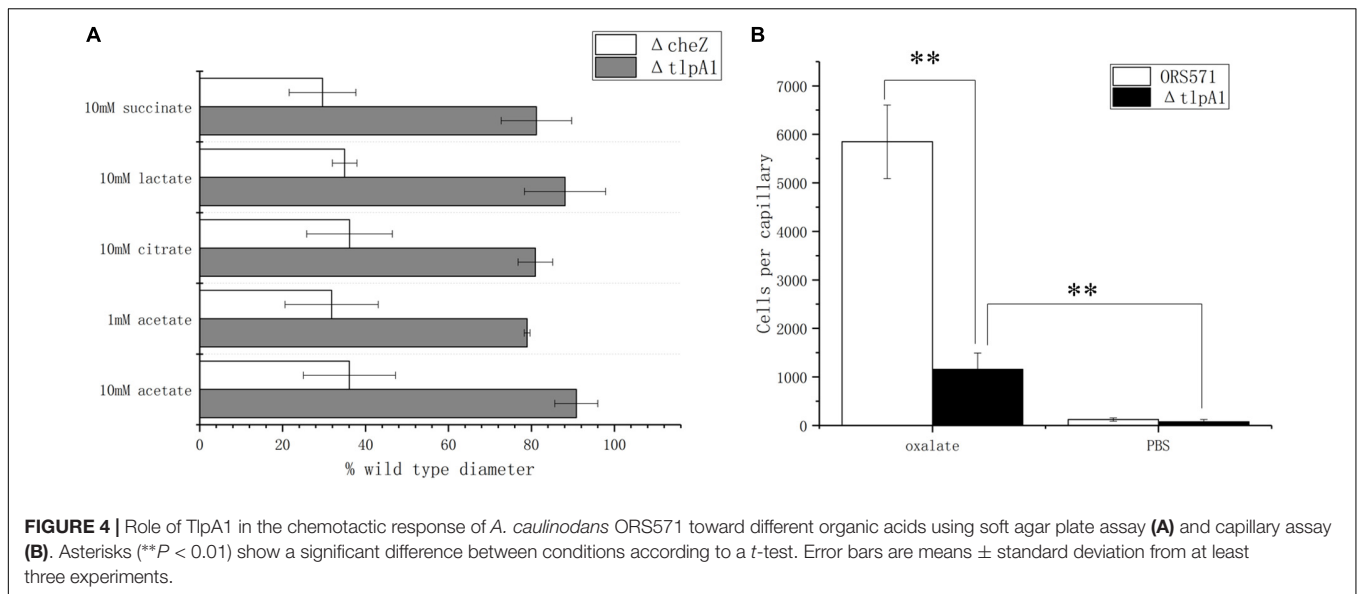 A
Δ cheZ
Δ tlpA1
10mM succinate
10mM lactate
10mM citrate
1mM acetate
10mM acetate
0 20 40 60 80 100
% wild type diameter
B
ORS571
Δ tlpA1
**
**
7000
6000
5000
4000
3000
2000
1000
0
Cells per capillary
oxalate PBS
FIGURE 4 | Role of TlpA1 in the chemotactic response of A. caulinodans ORS571 toward different organic acids using soft agar plate assay (A) and capillary assay
(B). Asterisks (**P < 0.01) show a significant difference between conditions according to a t-test. Error bars are means ± standard deviation from at least
three experiments.